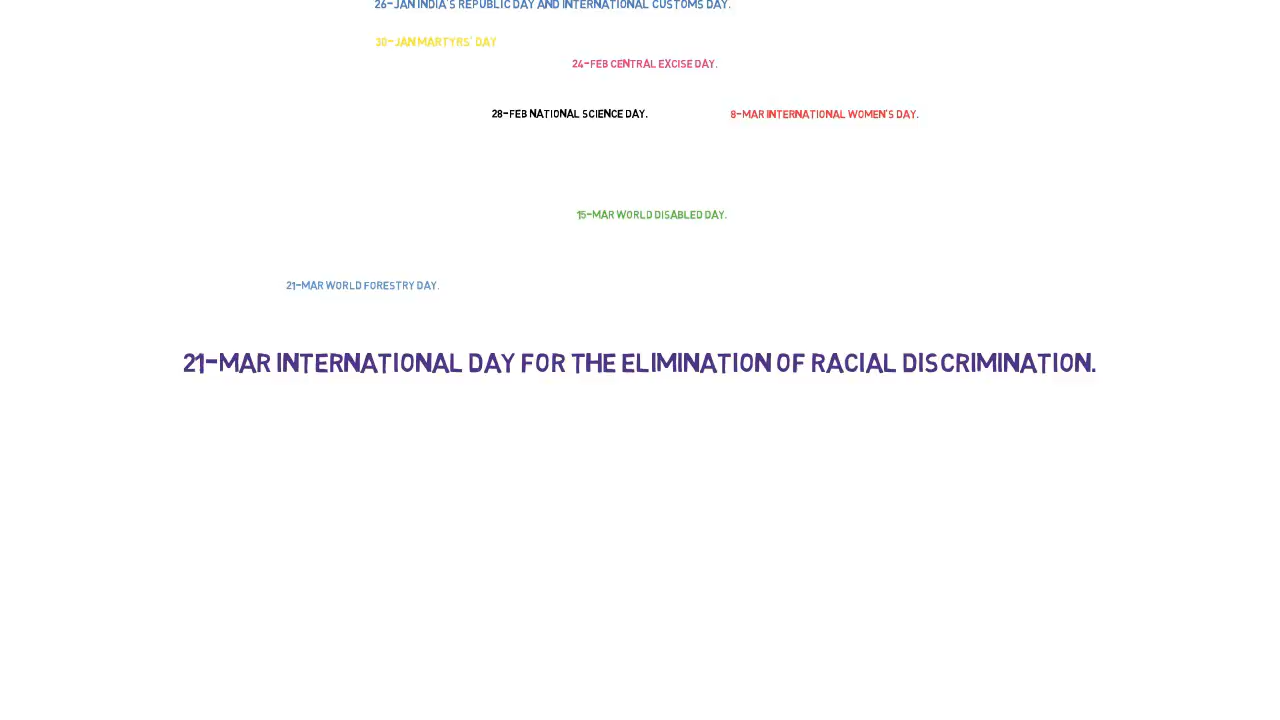 26-JAN INDIA'S REPUBLIC DAY AND INTERNATIONAL CUSTOMS DAY.
30-JAN MARTYRS' DAY
24-FEB CENTRAL EXCISE DAY.
28-FEB NATIONAL SCIENCE DAY.
8-MAR INTERNATIONAL WOMEN'S DAY.
15-MAR WORLD DISABLED DAY.
21-MAR WORLD FORESTRY DAY.
21-MAR INTERNATIONAL DAY FOR THE ELIMINATION OF RACIAL DISCRIMINATION.